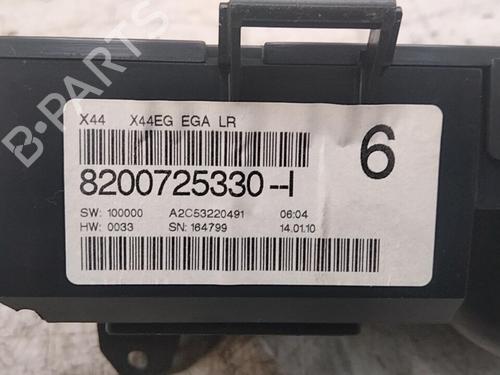 B-PARTS
X44 X44EG EGA LR
6
8200725330--I
SW: 100000 A2C53220491 06:04
HW: 0033 SN: 164799 14.01.10